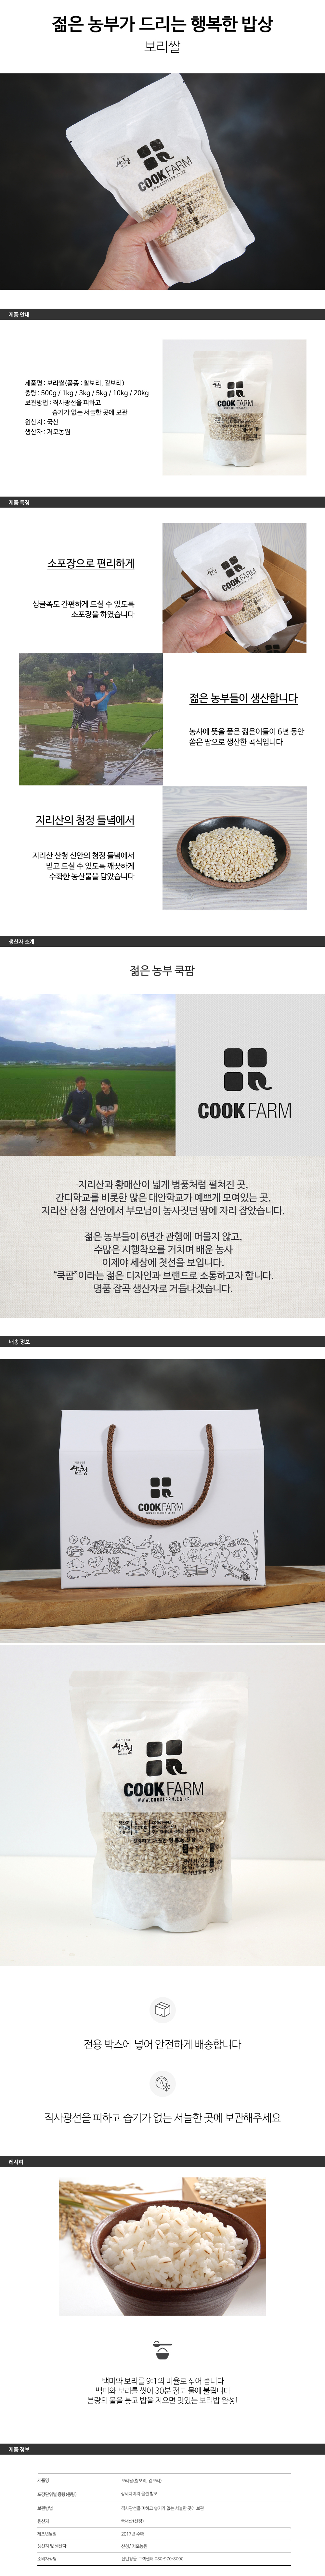 젊은 농부가 드리는 행복한 밥상
보리쌀
산청
COOKFARM
WWW.COOKFARM.CO.KR
제품 안내
제품명 : 보리쌀(품종 : 찰보리, 겉보리)
중량 : 500g / 1kg / 3kg / 5kg / 10kg / 20kg
보관방법 : 직사광선을 피하고
습기가 없는 서늘한 곳에 보관
원산지 : 국산
생산자 : 저모농원
산청
COOKFARM
제품 특징
소포장으로 편리하게
싱글족도 간편하게 드실 수 있도록
소포장을 하였습니다
COOKFARM
젊은 농부들이 생산합니다
농사에 뜻을 품은 젊은이들이 6년 동안
쏟은 땀으로 생산한 곡식입니다
지리산의 청정 들녘에서
지리산 산청 신안의 청정 들녘에서
믿고 드실 수 있도록 깨끗하게
수확한 농산물을 담았습니다
생산자 소개
젊은 농부 쿡팜
COOKFARM
지리산과 황매산이 넓게 병풍처럼 펼쳐진 곳,
간디학교를 비롯한 많은 대안학교가 예쁘게 모여있는 곳,
지리산 산청 신안에서 부모님이 농사짓던 땅에 자리 잡았습니다.
젊은 농부들이 6년간 관행에 머물지 않고,
수많은 시행착오를 거치며 배운 농사
이제야 세상에 첫선을 보입니다.
“쿡팜”이라는 젊은 디자인과 브랜드로 소통하고자 합니다.
명품 잡곡 생산자로 거듭나겠습니다.
배송 정보
산청
COOKFARM
산청
COOKFARM
WWW.COOKFARM.CO.KR
전용 박스에 넣어 안전하게 배송합니다
직사광선을 피하고 습기가 없는 서늘한 곳에 보관해주세요
레시피
백미와 보리를 9:1의 비율로 섞어 줍니다
백미와 보리를 씻어 30분 정도 물에 불립니다
분량의 물을 붓고 밥을 지으면 맛있는 보리밥 완성!
제품 정보
제품명 보리쌀(찰보리, 겉보리)
포장단위별 용량(중량) 상세페이지 옵션 참조
보관방법 직사광선을 피하고 습기가 없는 서늘한 곳에 보관
원산지 국내산(산청)
제조년월일 2017년 수확
생산지 및 생산자 산청/ 저모농원
소비자상담